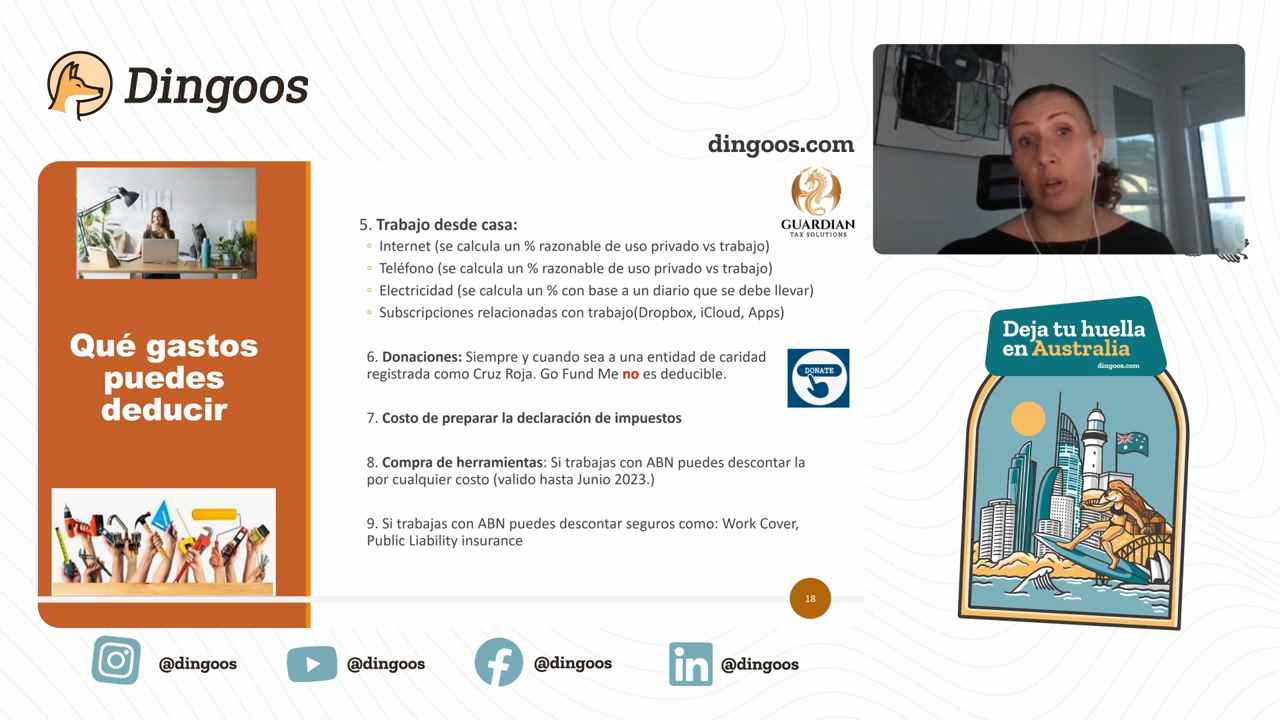 Dingoos
dingoos.com
GUARDIAN
TAX SOLUTIONS
Qué gastos
puedes
deducir
5. Trabajo desde casa:
Internet (se calcula un % razonable de uso privado vs trabajo)
Teléfono (se calcula un % razonable de uso privado vs trabajo)
Electricidad (se calcula un % con base a un diario que se debe llevar)
Subscripciones relacionadas con trabajo(Dropbox, iCloud, Apps)
6. Donaciones: Siempre y cuando sea a una entidad de caridad
registrada como Cruz Roja. Go Fund Me no es deducible.
DONATE
7. Costo de preparar la declaración de impuestos
8. Compra de herramientas: Si trabajas con ABN puedes descontar la
por cualquier costo (valido hasta Junio 2023.)
9. Si trabajas con ABN puedes descontar seguros como: Work Cover,
Public Liability insurance
18
Deja tu huella
en Australia
dingoos.com
@dingoos
@dingoos
@dingoos
@dingoos